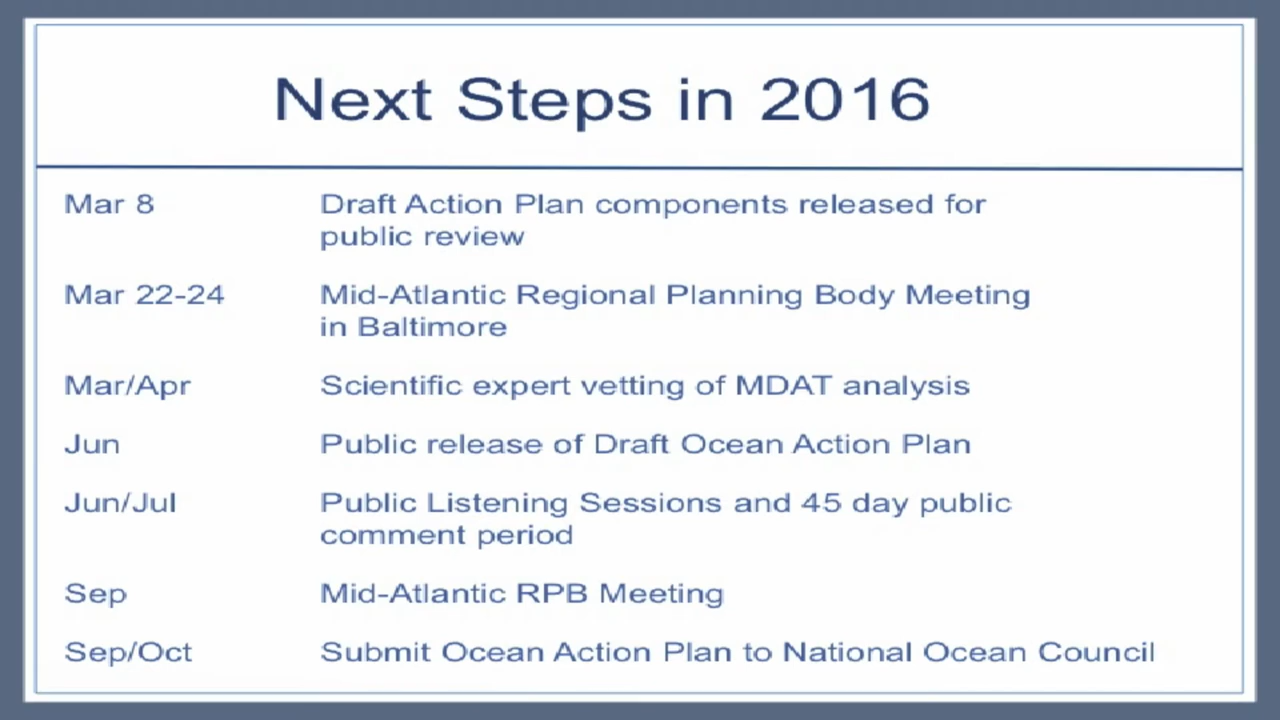 Next Steps in 2016
Mar 8 Draft Action Plan components released for
public review
Mar 22-24 Mid-Atlantic Regional Planning Body Meeting
in Baltimore
Mar/Apr Scientific expert vetting of MDAT analysis
Jun Public release of Draft Ocean Action Plan
Jun/Jul Public Listening Sessions and 45 day public
comment period
Sep Mid-Atlantic RPB Meeting
Sep/Oct Submit Ocean Action Plan to National Ocean Council